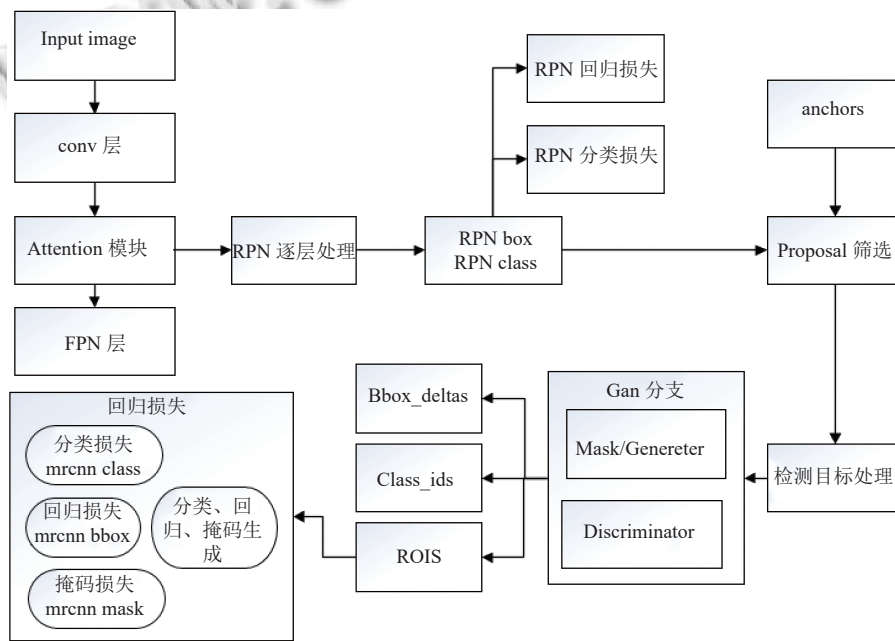 Input image
conv 层
Attention 模块
FPN 层
RPN 逐层处理
RPN box
RPN class
RPN 回归损失
RPN 分类损失
anchors
Proposal 筛选
检测目标处理
Gan 分支
Mask/Genereter
Discriminator
Bbox_deltas
Class_ids
ROIS
回归损失
分类损失
mrcnn class
回归损失
mrcnn bbox
掩码损失
mrcnn mask
分类、回
归、掩码生
成